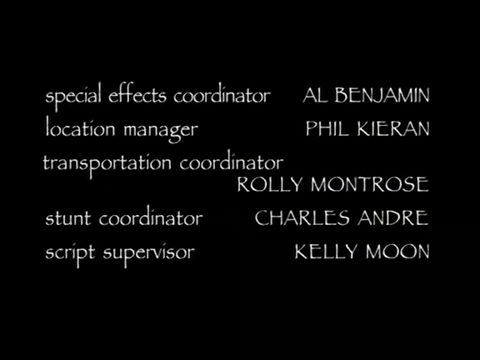 special effects coordinator AL BENJAMIN
location manager PHIL KIERAN
transportation coordinator
ROLLY MONTROSE
stunt coordinator CHARLES ANDRE
script supervisor KELLY MOON